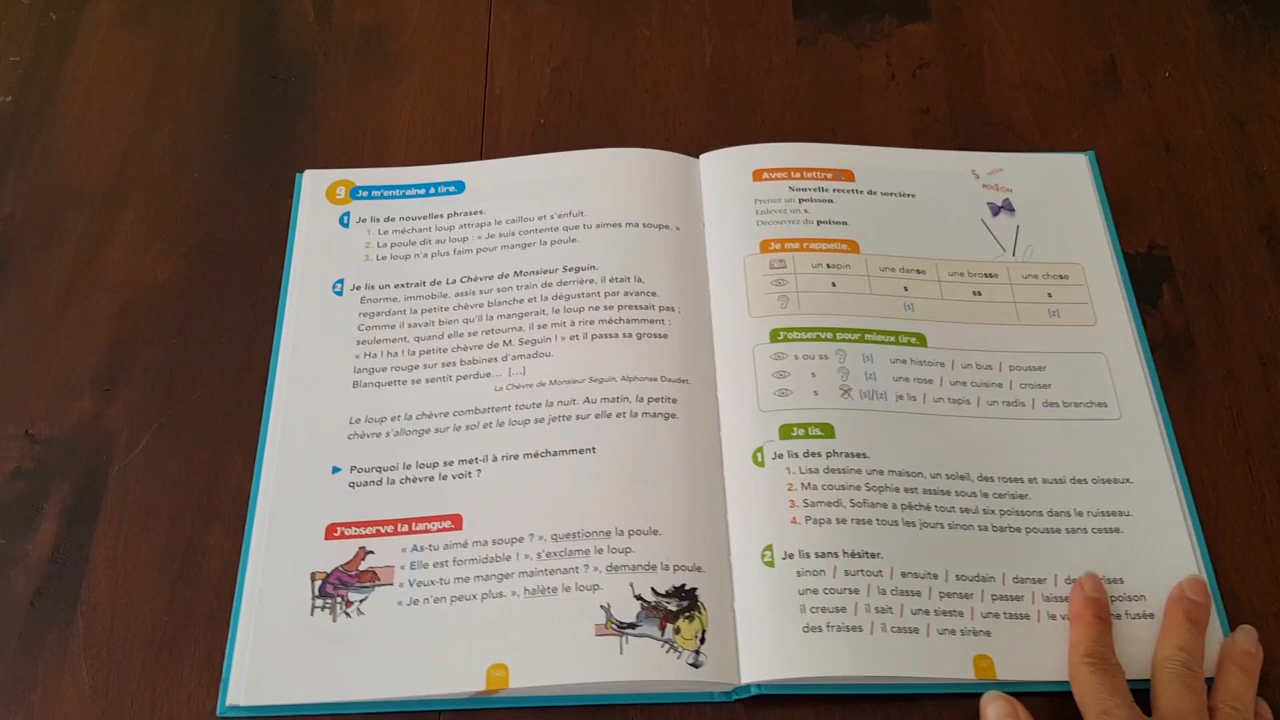 9 Je m'entraîne à lire.
1 Je lis de nouvelles phrases.
1. Le méchant loup attrapa le caillou et s'enfuit.
2. La poule dit au loup : « Je suis contente que tu aimes ma soupe. »
3. Le loup n'a plus faim pour manger la poule.
2 Je lis un extrait de La Chèvre de Monsieur Seguin.
Énorme, immobile, assis sur son train de derrière, il était là,
regardant la petite chèvre blanche et la dégustant par avance.
Comme il savait bien qu'il la mangerait, le loup ne se pressait pas ;
seulement, quand elle se retourna, il se mit à rire méchamment :
« Ha ! ha ! la petite chèvre de M. Seguin ! » et il passa sa grosse
langue rouge sur ses babines d'amadou.
Blanquette se sentit perdue... [...]
La Chèvre de Monsieur Seguin, Alphonse Daudet.
Le loup et la chèvre combattent toute la nuit. Au matin, la petite
chèvre s'allonge sur le sol et le loup se jette sur elle et la mange.
Pourquoi le loup se met-il à rire méchamment
quand la chèvre le voit ?
J'observe la langue.
« As-tu aimé ma soupe ? », questionne la poule.
« Elle est formidable ! », s'exclame le loup.
« Veux-tu me manger maintenant ? », demande la poule.
« Je n'en peux plus. », halète le loup.
146
Avec la lettre
Nouvelle recette de sorcière
Prenez un poisson.
Enlevez un s.
Découvrez du poison.
S
POISON
Je me rappelle.
un sapin une danse une brosse une chose
s s ss s
[s] [z]
J'observe pour mieux lire.
s ou ss [s] une histoire | un bus | pousser
s [z] une rose | une cuisine | croiser
s [s]/[z] je lis | un tapis | un radis | des branches
Je lis.
1 Je lis des phrases.
1. Lisa dessine une maison, un soleil, des roses et aussi des oiseaux.
2. Ma cousine Sophie est assise sous le cerisier.
3. Samedi, Sofiane a pêché tout seul six poissons dans le ruisseau.
4. Papa se rase tous les jours sinon sa barbe pousse sans cesse.
2 Je lis sans hésiter.
sinon | surtout | ensuite | soudain | danser |
une course | la classe | penser | passer | poison
il creuse | il sait | une sieste | une tasse | fusée
des fraises | il casse | une sirène